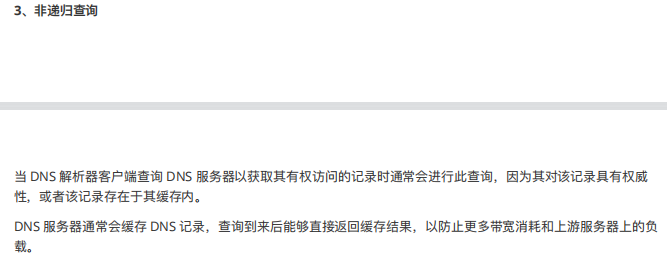 3、非递归查询
当 DNS 解析器客户端查询 DNS 服务器以获取其有权访问的记录时通常会进行此查询，因为其对该记录具有权威
性，或者该记录存在于其缓存内。
DNS 服务器通常会缓存 DNS 记录，查询到来后能够直接返回缓存结果，以防止更多带宽消耗和上游服务器上的负
载。